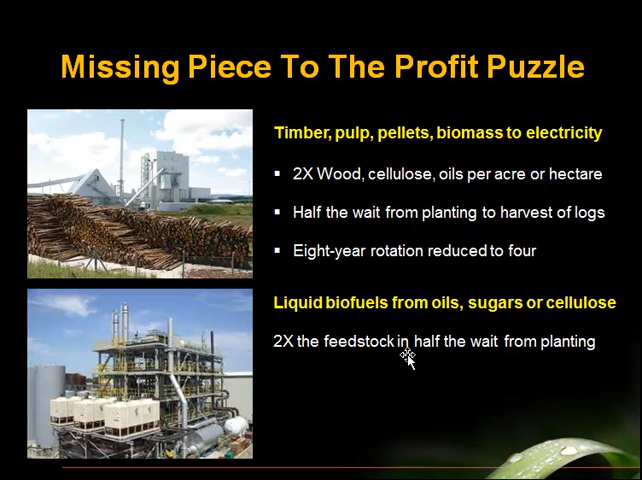 Missing Piece To The Profit Puzzle
Timber, pulp, pellets, biomass to electricity
▪ 2X Wood, cellulose, oils per acre or hectare
▪ Half the wait from planting to harvest of logs
▪ Eight-year rotation reduced to four
Liquid biofuels from oils, sugars or cellulose
2X the feedstock in half the wait from planting